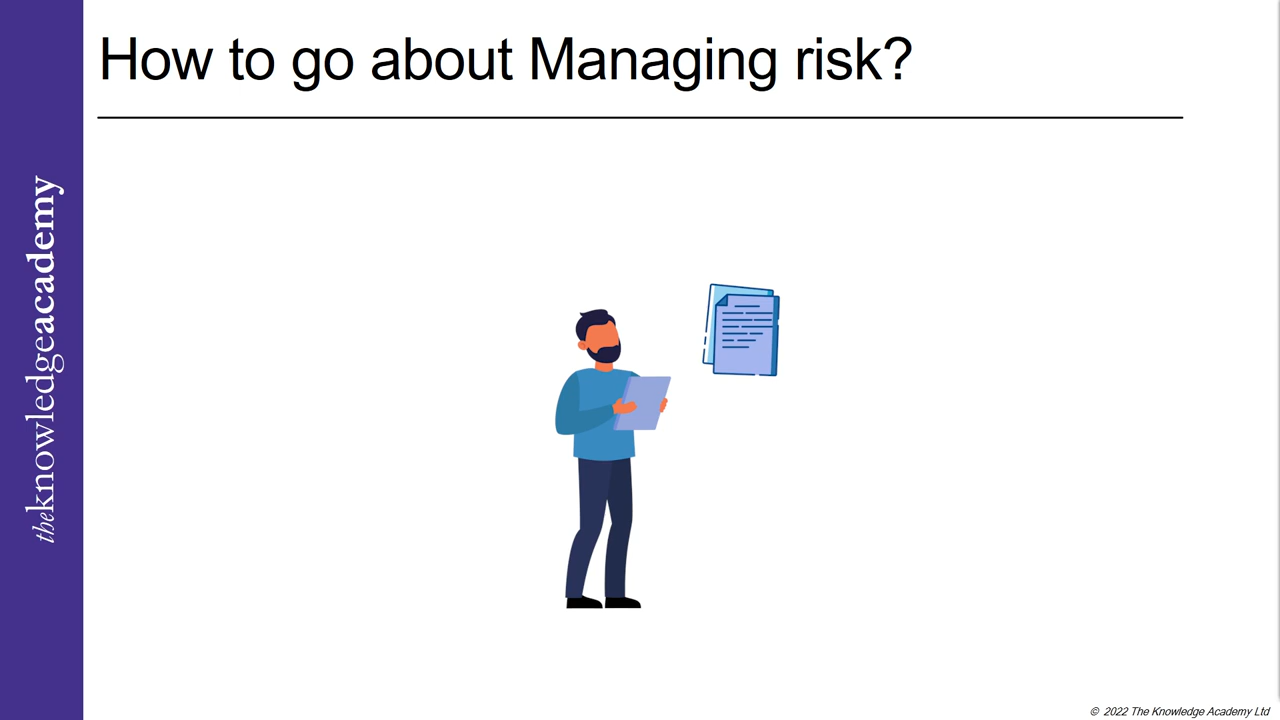 How to go about Managing risk?
theknowledgeacademy
© 2022 The Knowledge Academy Ltd